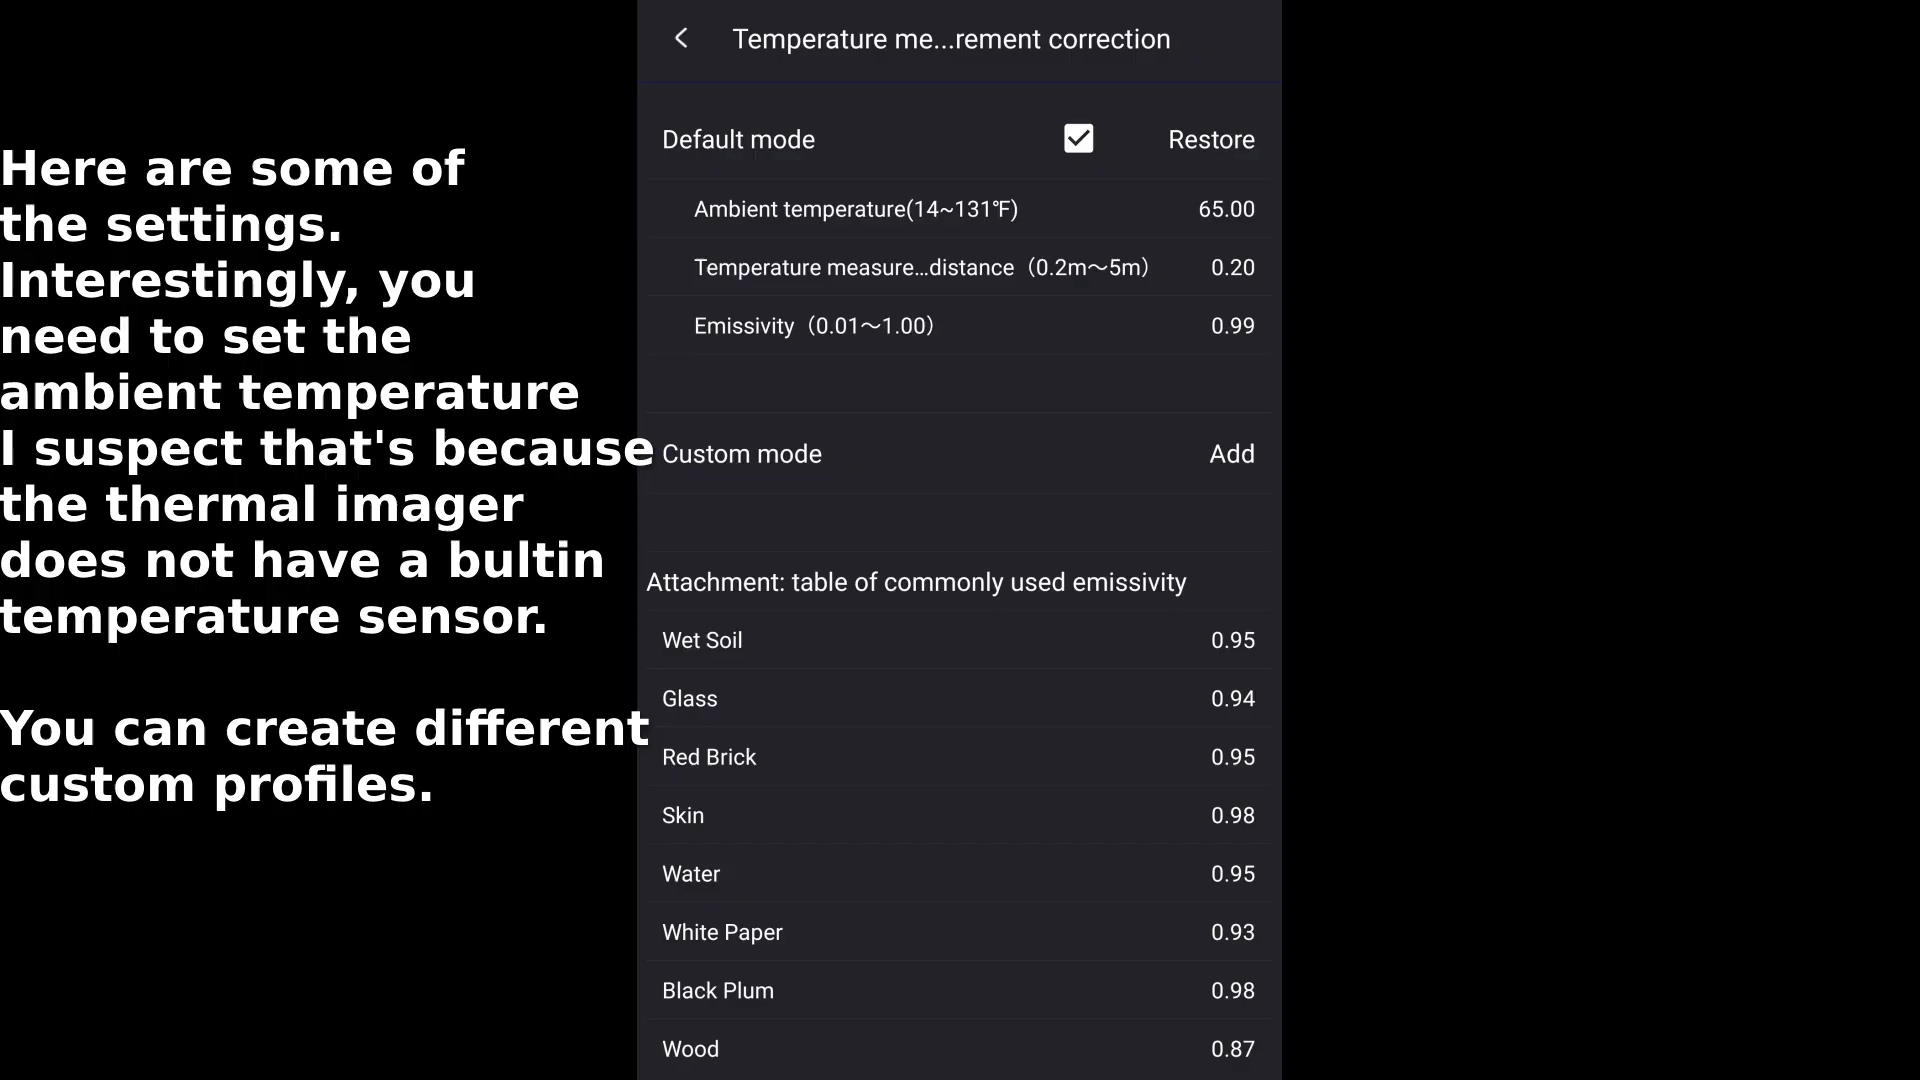 Here are some of
the settings.
Interestingly, you
need to set the
ambient temperature
I suspect that's because
the thermal imager
does not have a bultin
temperature sensor.
You can create different
custom profiles.
Temperature me...rement correction
Default mode Restore
Ambient temperature(14~131℉) 65.00
Temperature measure...distance（0.2m～5m） 0.20
Emissivity（0.01～1.00） 0.99
Custom mode Add
Attachment: table of commonly used emissivity
Wet Soil 0.95
Glass 0.94
Red Brick 0.95
Skin 0.98
Water 0.95
White Paper 0.93
Black Plum 0.98
Wood 0.87